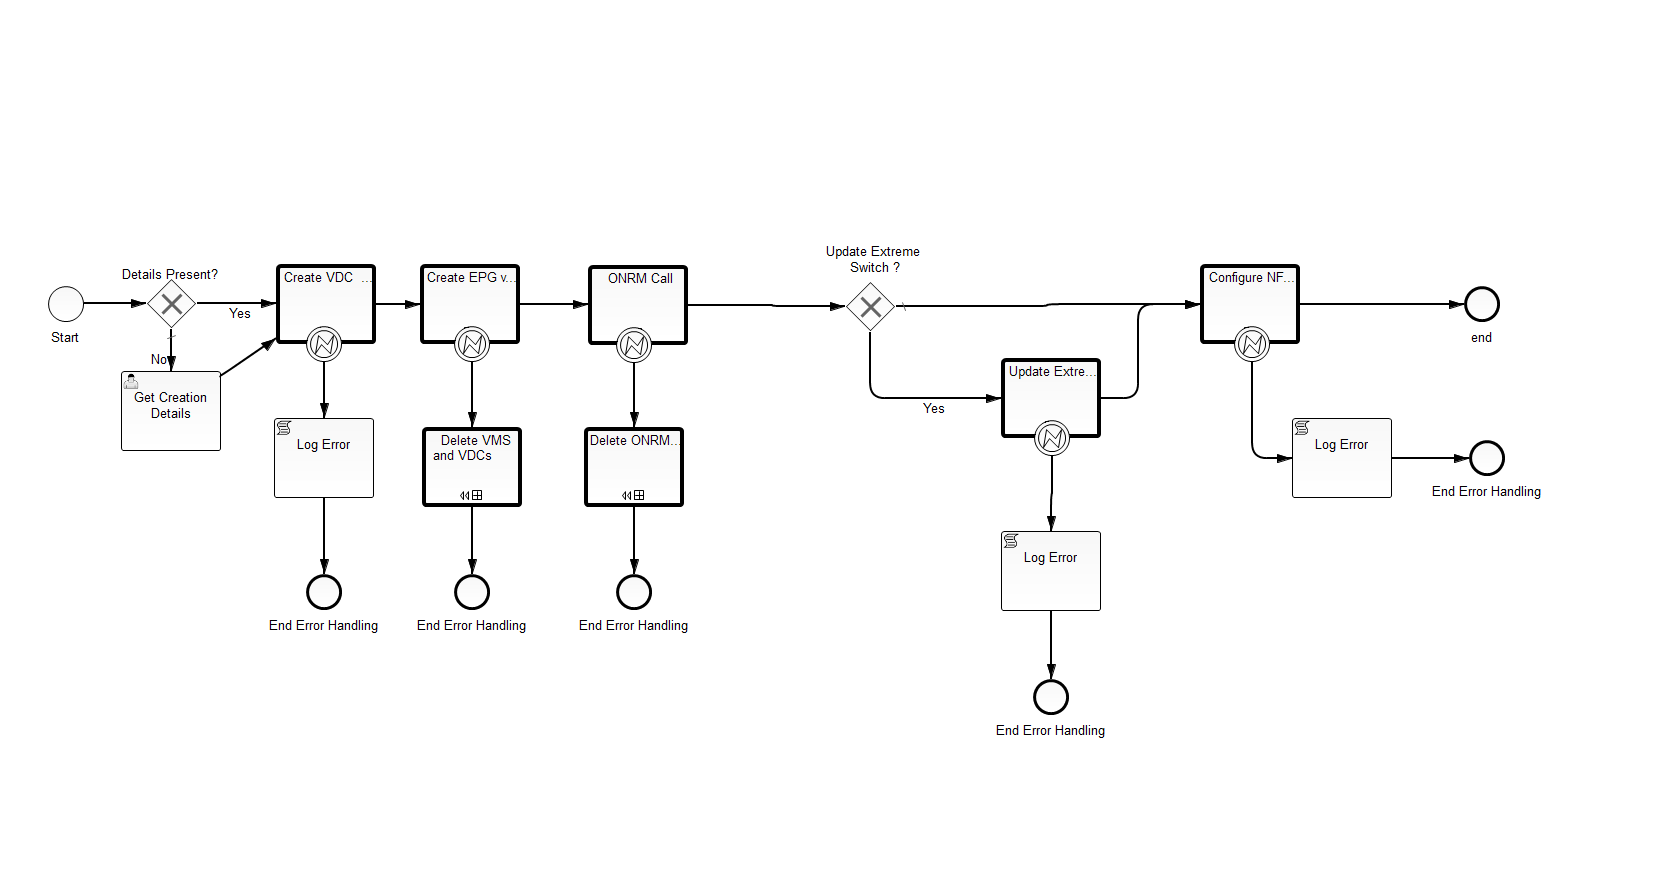 Start
Details Present?
Yes
No
Get Creation
Details
Create VDC ...
Log Error
End Error Handling
Create EPG v...
Delete VMS
and VDCs
End Error Handling
ONRM Call
Delete ONRM...
End Error Handling
Update Extreme
Switch ?
Yes
Update Extre...
Log Error
End Error Handling
Configure NF...
Log Error
End Error Handling
end